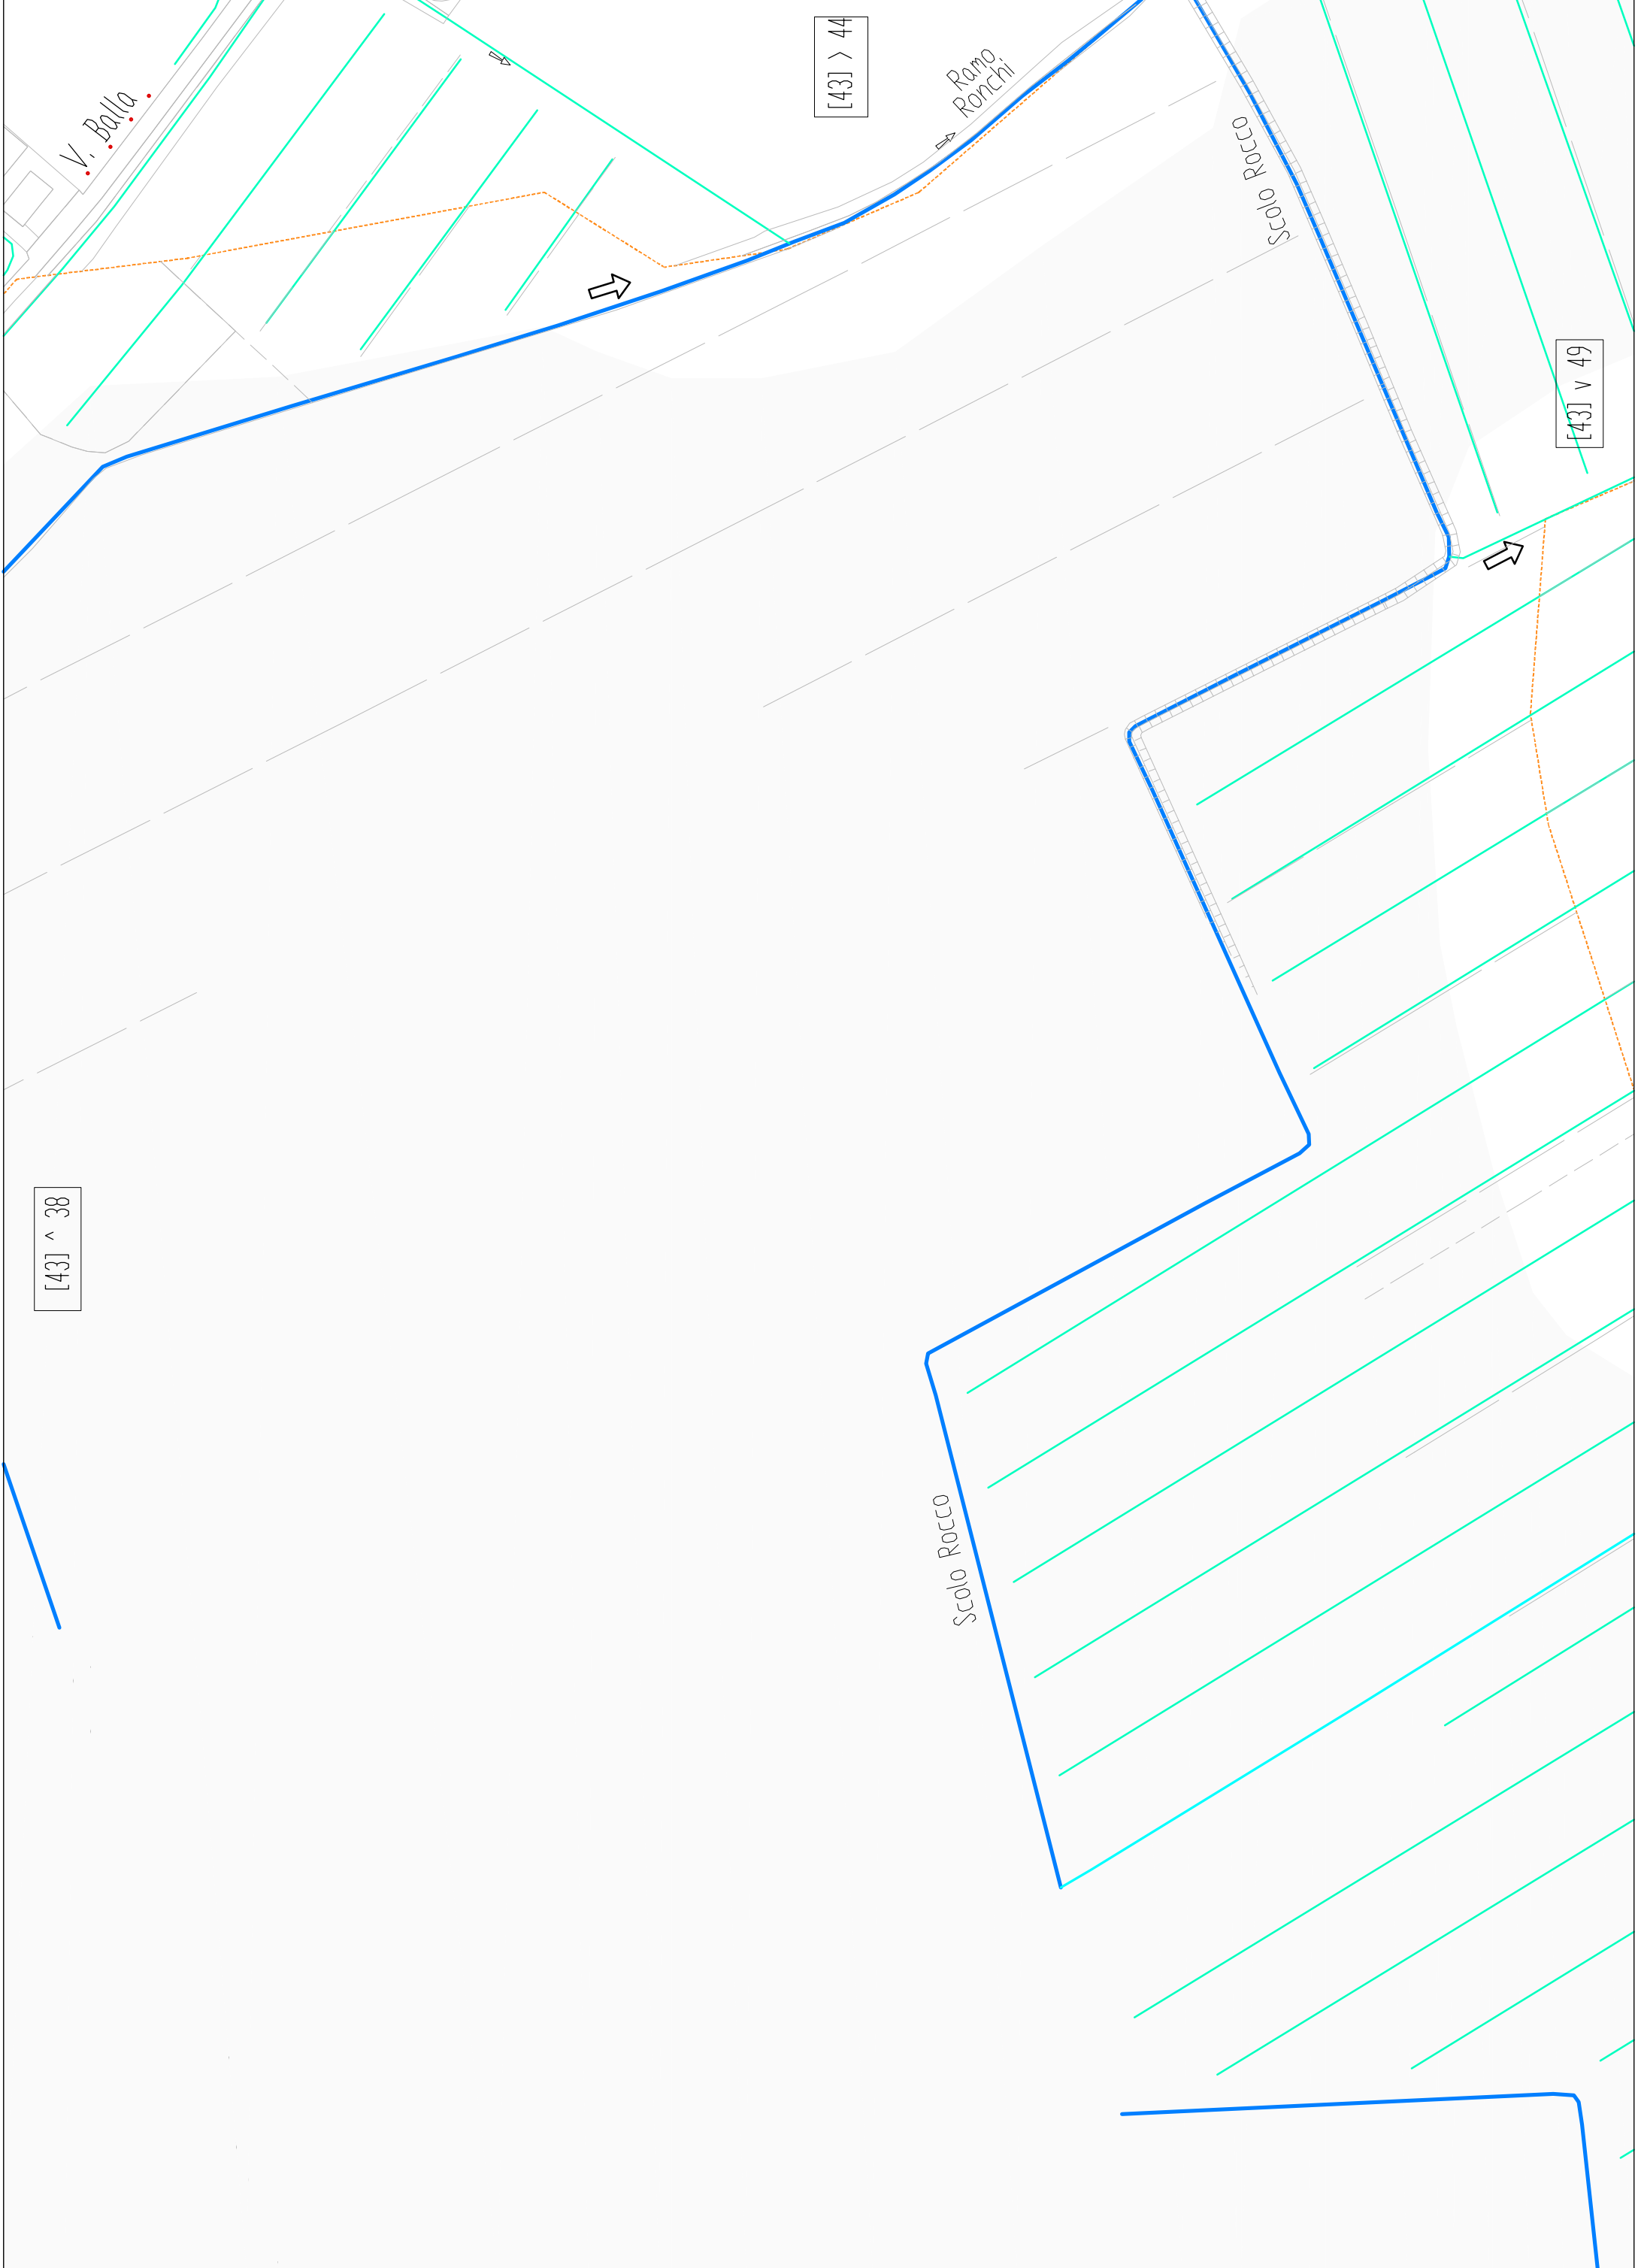 [43] > 44
Ramo
Ronchi
V. Balla
Scolo Rocco
[43] v 49
[43] ^ 38
Scolo Rocco